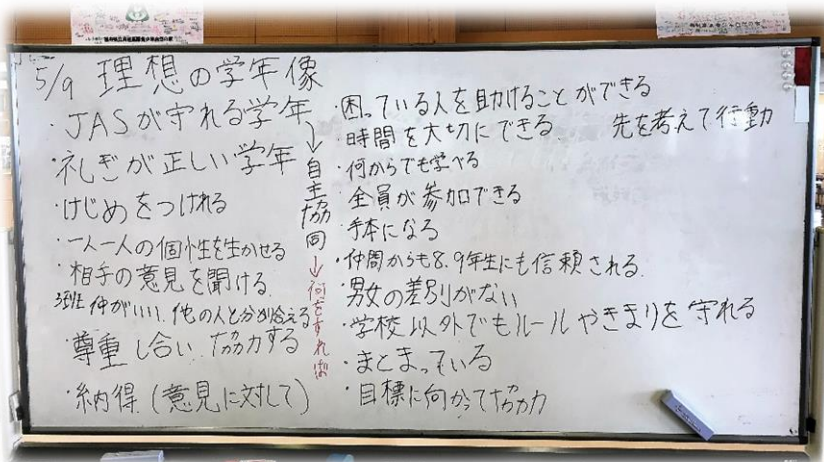 5/9 理想の学年像
・JASが守れる学年
・礼ぎが正しい学年
・けじめをつけれる
・一人一人の個性を生かせる
・相手の意見を聞ける
3班 仲がいい、他の人と分かり合える
・尊重し合い協力する
・納得(意見に対して)
→自主協同→何をすれば
・困っている人を助けることができる
・時間を大切にできる 先を考えて行動
・何からでも学べる
・全員が参加できる
・手本になる
・仲間からも8.9年生にも信頼される
・男女の差別がない
・学校以外でもルールやきまりを守れる
・まとまっている
・目標に向かって協力